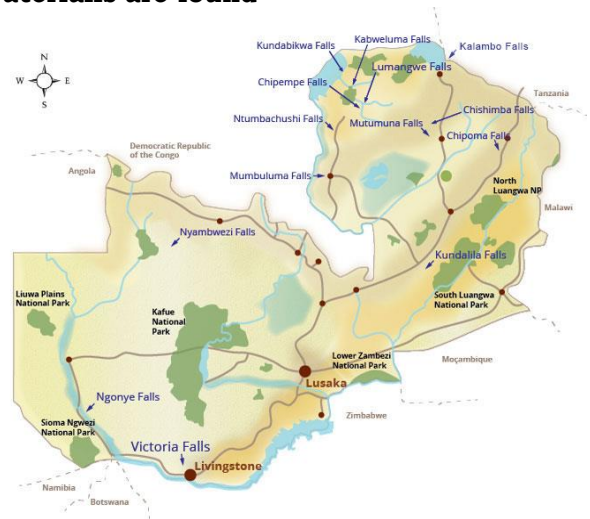 Kabweluma Falls
Kundabikwa Falls
Kalambo Falls
Lumangwe Falls
Chipempe Falls
N
W
E
S
Tanzania
Chishimba Falls
Ntumbachushi Falls
Mutumuna Falls
Chipoma Falls
Democratic Republic
of the Congo
Angola
Mumbuluma Falls
North
Luangwa NP
Malawi
Nyambwezi Falls
Kundalila Falls
Liuwa Plains
National Park
South Luangwa
National Park
Kafue
National
Park
Lower Zambezi
National Park
Moçambique
Lusaka
Ngonye Falls
Zimbabwe
Sioma Ngwezi
National Park
Victoria Falls
Livingstone
Namibia
Botswana